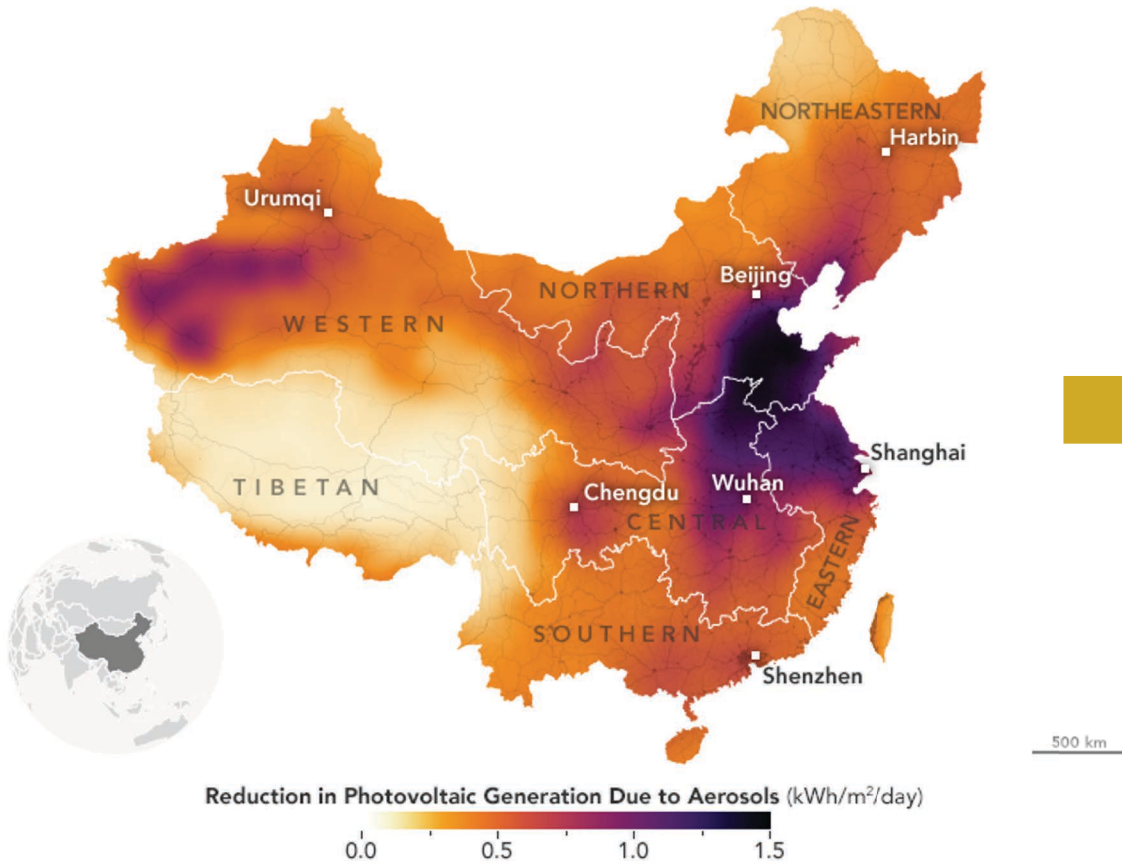 NORTHEASTERN
Harbin
Urumqi
Beijing
NORTHERN
WESTERN
Shanghai
TIBETAN
Chengdu
Wuhan
CENTRAL
EASTERN
SOUTHERN
Shenzhen
500 km
Reduction in Photovoltaic Generation Due to Aerosols (kWh/m²/day)
0.0 0.5 1.0 1.5